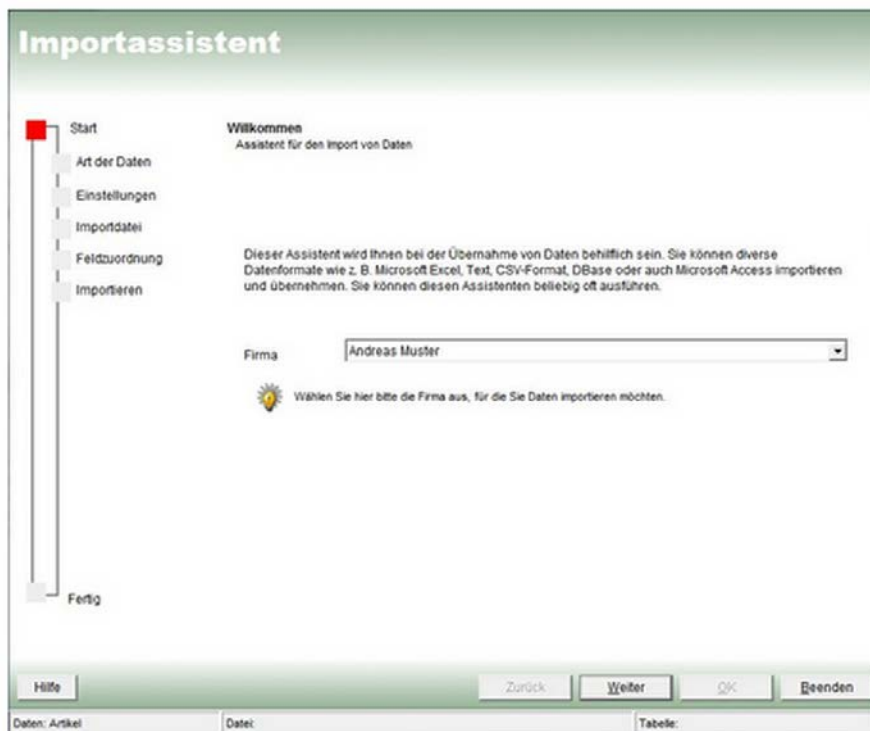 Importassistent
Start
Art der Daten
Einstellungen
Importdatei
Feldzuordnung
Importieren
Fertig
Willkommen
Assistent für den Import von Daten
Dieser Assistent wird Ihnen bei der Übernahme von Daten behilflich sein. Sie können diverse
Datenformate wie z. B. Microsoft Excel, Text, CSV-Format, DBase oder auch Microsoft Access importieren
und übernehmen. Sie können diesen Assistenten beliebig oft ausführen.
Firma Andreas Muster
Wählen Sie hier bitte die Firma aus, für die Sie Daten importieren möchten.
Hilfe Zurück Weiter OK Beenden
Daten: Artikel Datei: Tabelle: